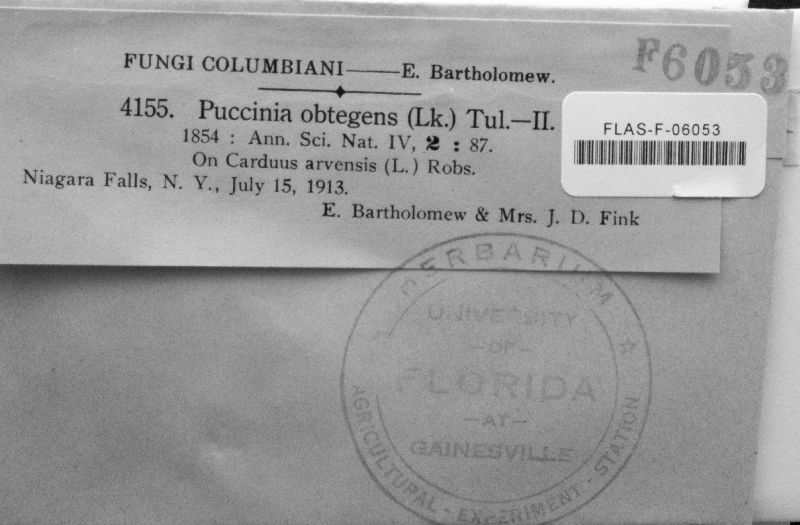 FUNGI COLUMBIANI——E. Bartholomew.
F6053
4155. Puccinia obtegens (Lk.) Tul.—II.
1854 : Ann. Sci. Nat. IV, 2 : 87.
On Carduus arvensis (L.) Robs.
Niagara Falls, N. Y., July 15, 1913.
E. Bartholomew & Mrs. J. D. Fink
FLAS-F-06053
HERBARIUM
UNIVERSITY
—OF—
FLORIDA
—AT—
GAINESVILLE
AGRICULTURAL - EXPERIMENT - STATION